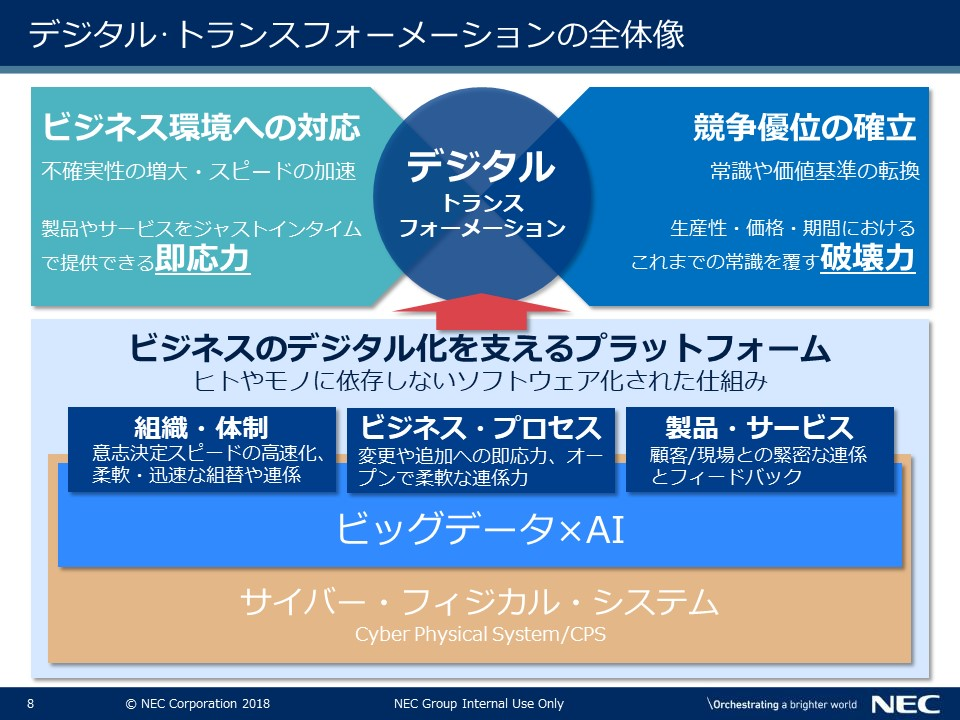 デジタル・トランスフォーメーションの全体像
ビジネス環境への対応
不確実性の増大・スピードの加速
製品やサービスをジャストインタイム
で提供できる即応力
デジタル
トランス
フォーメーション
競争優位の確立
常識や価値基準の転換
生産性・価格・期間における
これまでの常識を覆す破壊力
ビジネスのデジタル化を支えるプラットフォーム
ヒトやモノに依存しないソフトウェア化された仕組み
組織・体制
意志決定スピードの高速化、
柔軟・迅速な組替や連係
ビジネス・プロセス
変更や追加への即応力、オー
プンで柔軟な連係力
製品・サービス
顧客/現場との緊密な連係
とフィードバック
ビッグデータ×AI
サイバー・フィジカル・システム
Cyber Physical System/CPS
8
© NEC Corporation 2018
NEC Group Internal Use Only
\Orchestrating a brighter world
NEC